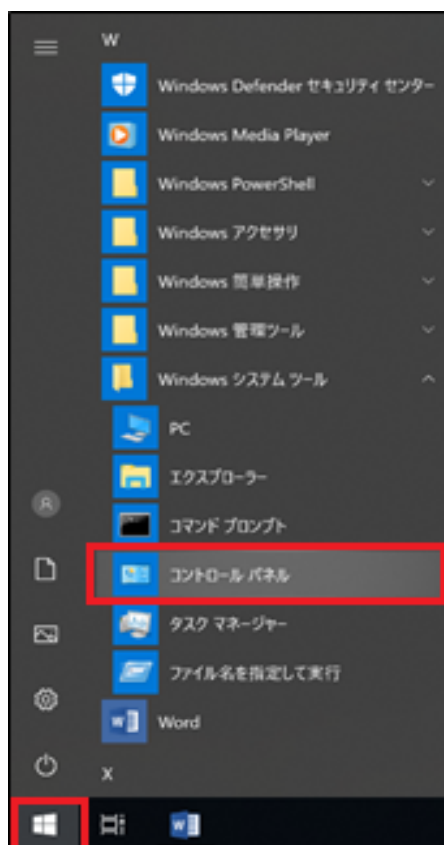 W
Windows Defender セキュリティ センター
Windows Media Player
Windows PowerShell
Windows アクセサリ
Windows 簡単操作
Windows 管理ツール
Windows システム ツール
PC
エクスプローラー
コマンド プロンプト
コントロール パネル
タスク マネージャー
ファイル名を指定して実行
Word
X